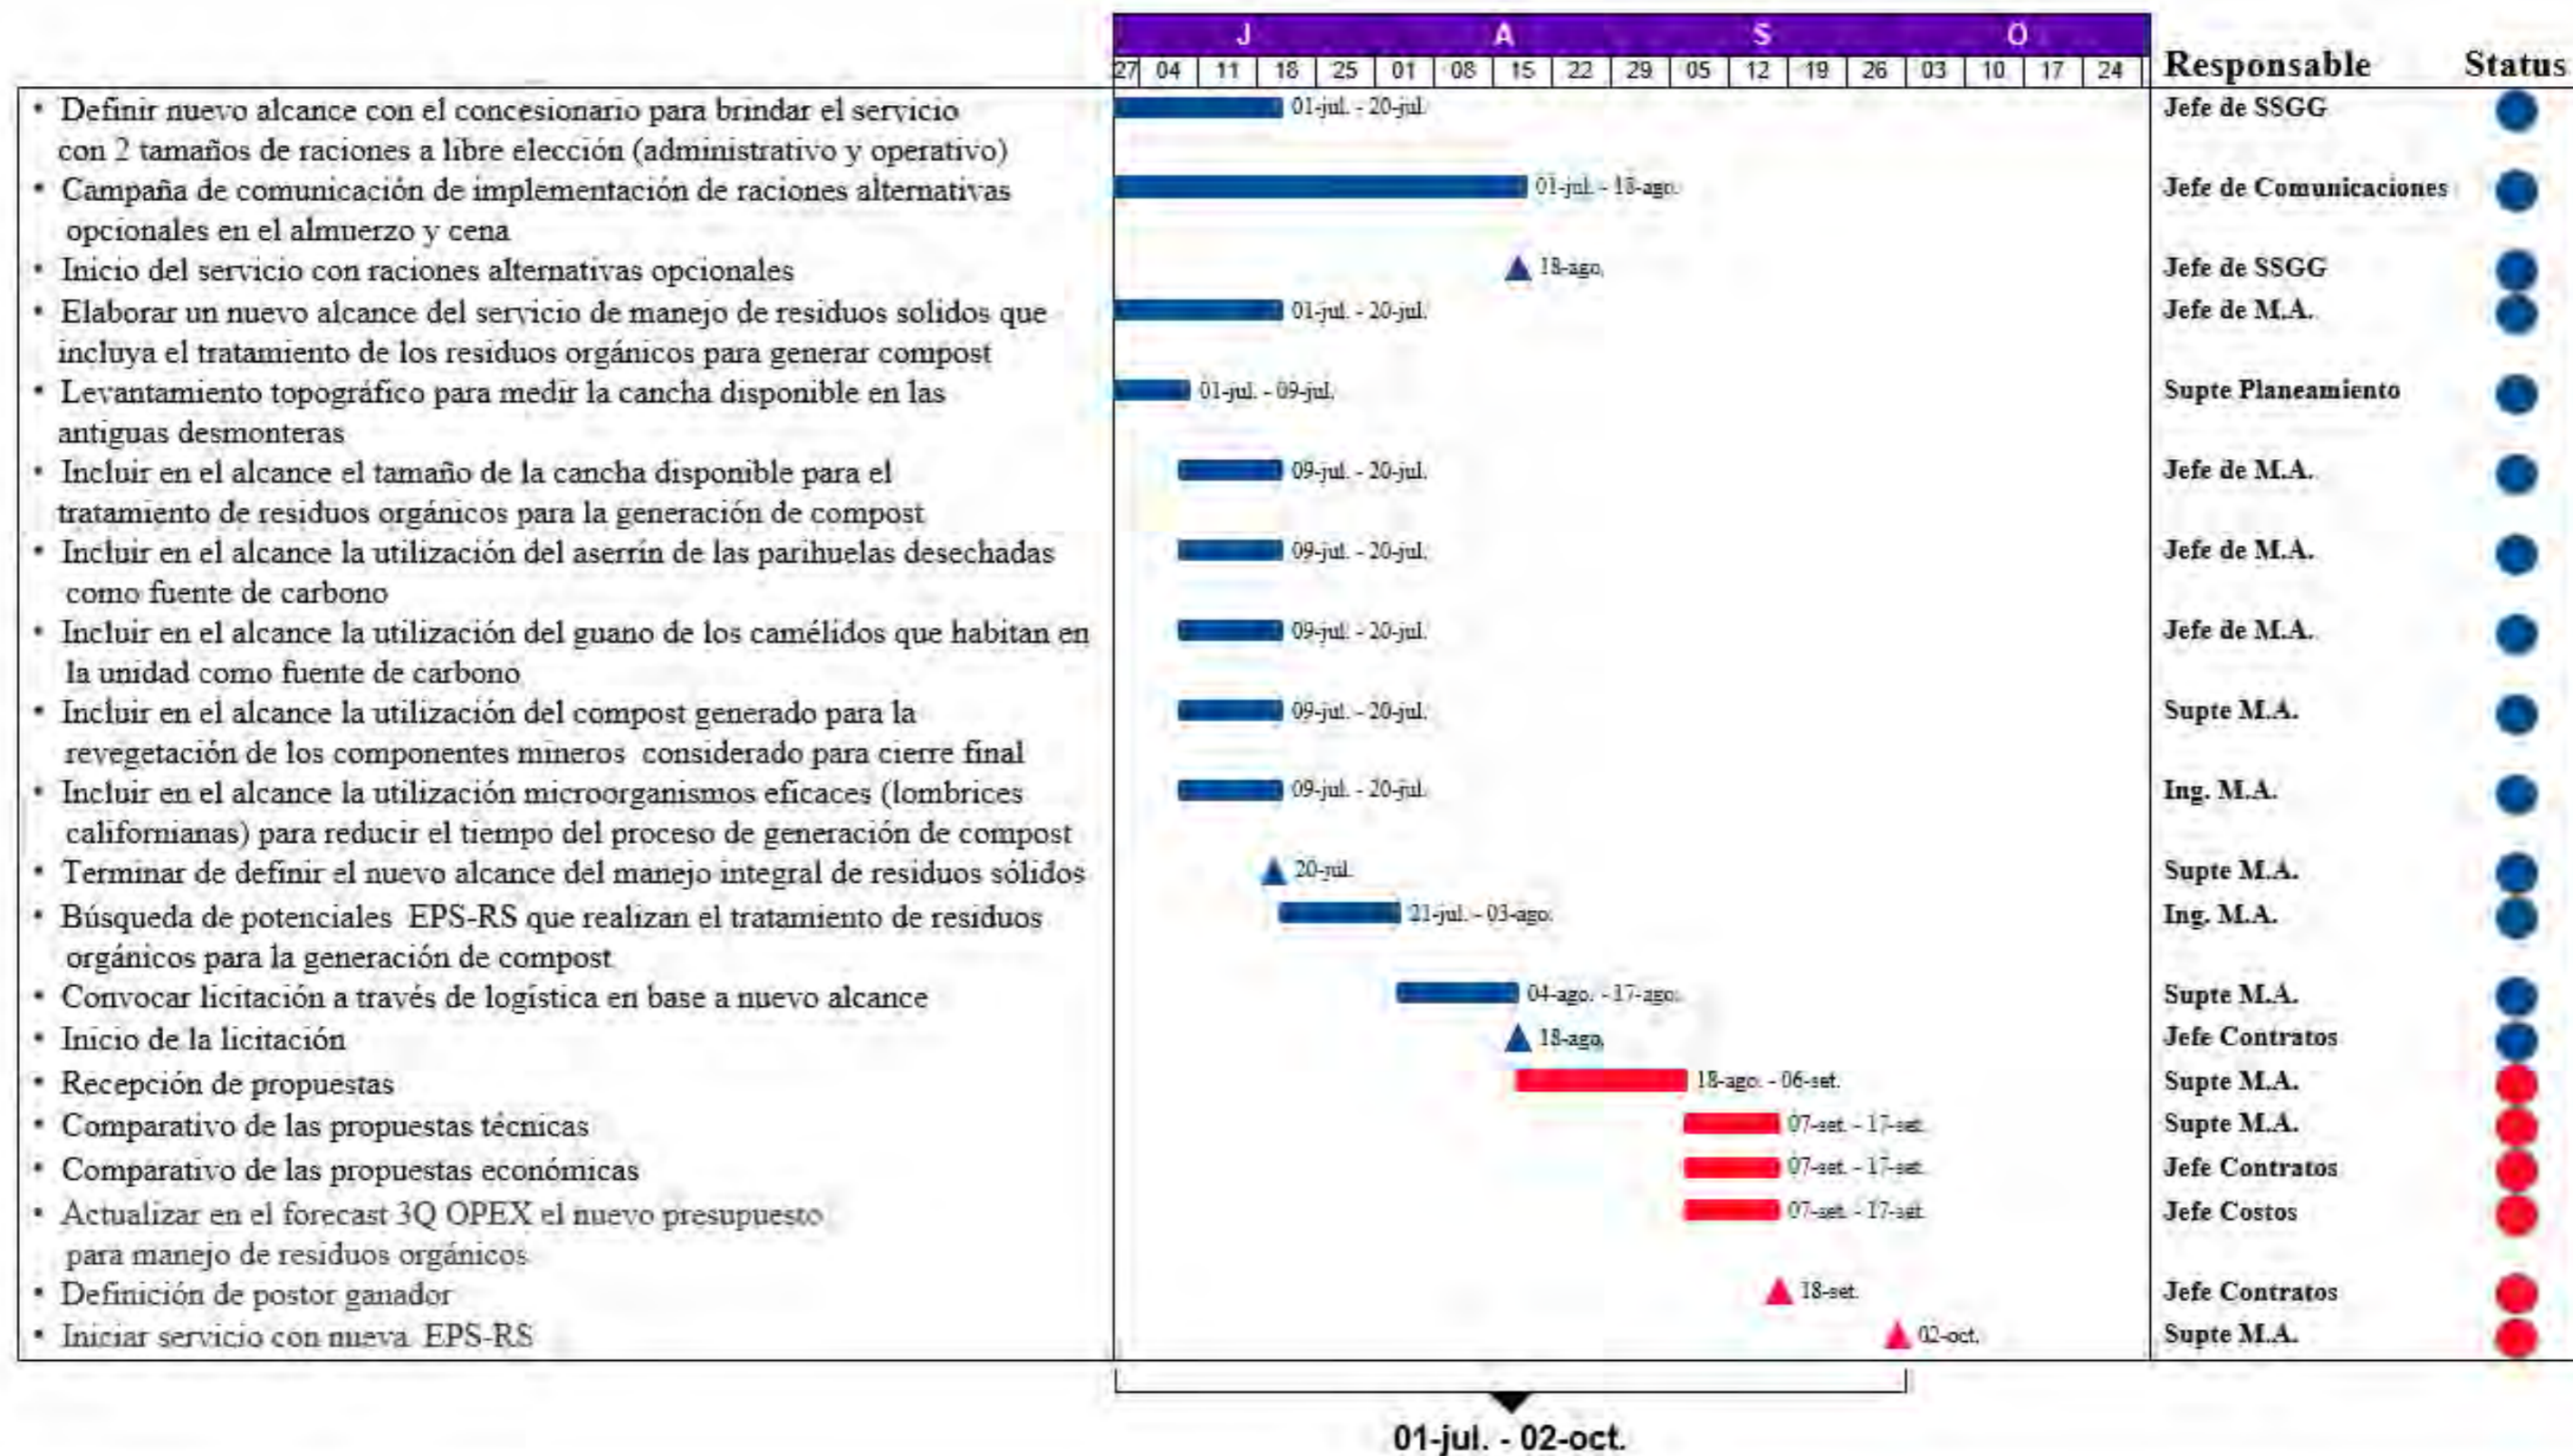 J A S O
27 04 11 18 25 01 08 15 22 29 05 12 19 26 03 10 17 24
Responsable Status
• Definir nuevo alcance con el concesionario para brindar el servicio 01-jul. - 20-jul. Jefe de SSGG
con 2 tamaños de raciones a libre elección (administrativo y operativo)
• Campaña de comunicación de implementación de raciones alternativas 01-jul. - 18-ago. Jefe de Comunicaciones
opcionales en el almuerzo y cena
• Inicio del servicio con raciones alternativas opcionales 18-ago. Jefe de SSGG
• Elaborar un nuevo alcance del servicio de manejo de residuos solidos que 01-jul. - 20-jul. Jefe de M.A.
incluya el tratamiento de los residuos orgánicos para generar compost
• Levantamiento topográfico para medir la cancha disponible en las 01-jul. - 09-jul. Supte Planeamiento
antiguas desmonteras
• Incluir en el alcance el tamaño de la cancha disponible para el 09-jul. - 20-jul. Jefe de M.A.
tratamiento de residuos orgánicos para la generación de compost
• Incluir en el alcance la utilización del aserrín de las parihuelas desechadas 09-jul. - 20-jul. Jefe de M.A.
como fuente de carbono
• Incluir en el alcance la utilización del guano de los camélidos que habitan en 09-jul. - 20-jul. Jefe de M.A.
la unidad como fuente de carbono
• Incluir en el alcance la utilización del compost generado para la 09-jul. - 20-jul. Supte M.A.
revegetación de los componentes mineros considerado para cierre final
• Incluir en el alcance la utilización microorganismos eficaces (lombrices 09-jul. - 20-jul. Ing. M.A.
californianas) para reducir el tiempo del proceso de generación de compost
• Terminar de definir el nuevo alcance del manejo integral de residuos sólidos 20-jul. Supte M.A.
• Búsqueda de potenciales EPS-RS que realizan el tratamiento de residuos 21-jul. - 03-ago. Ing. M.A.
orgánicos para la generación de compost
• Convocar licitación a través de logística en base a nuevo alcance 04-ago. - 17-ago. Supte M.A.
• Inicio de la licitación 18-ago. Jefe Contratos
• Recepción de propuestas 18-ago. - 06-set. Supte M.A.
• Comparativo de las propuestas técnicas 07-set. - 17-set. Supte M.A.
• Comparativo de las propuestas económicas 07-set. - 17-set. Jefe Contratos
• Actualizar en el forecast 3Q OPEX el nuevo presupuesto 07-set. - 17-set. Jefe Costos
para manejo de residuos orgánicos
• Definición de postor ganador 18-set. Jefe Contratos
• Iniciar servicio con nueva EPS-RS 02-oct. Supte M.A.
01-jul. - 02-oct.